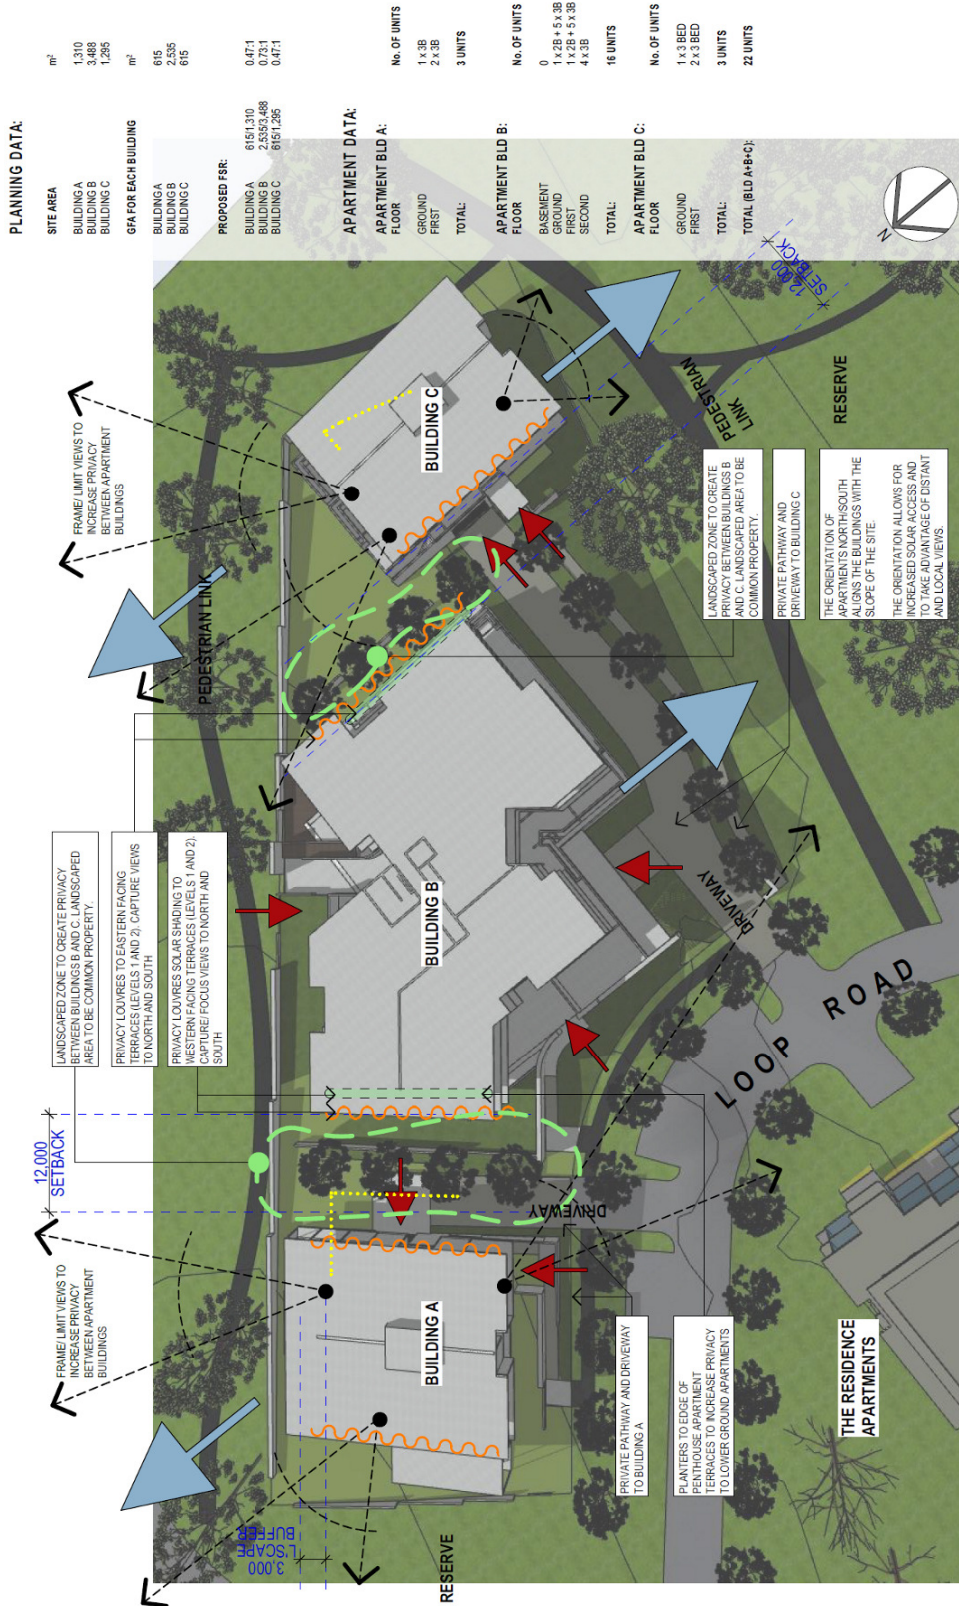 PLANNING DATA:
SITE AREA m²
BUILDING A 1,310
BUILDING B 3,488
BUILDING C 1,295
GFA FOR EACH BUILDING m²
BUILDING A 615
BUILDING B 2,535
BUILDING C 615
PROPOSED FSR:
BUILDING A 615/1,310 0.47:1
BUILDING B 2,535/3,488 0.73:1
BUILDING C 615/1,295 0.47:1
APARTMENT DATA:
APARTMENT BLD A:
FLOOR No. OF UNITS
GROUND 1 x 3B
FIRST 2 x 3B
TOTAL: 3 UNITS
APARTMENT BLD B:
FLOOR No. OF UNITS
BASEMENT 0
GROUND 1 x 2B + 5 x 3B
FIRST 1 x 2B + 5 x 3B
SECOND 4 x 3B
TOTAL: 16 UNITS
APARTMENT BLD C:
FLOOR No. OF UNITS
GROUND 1 x 3 BED
FIRST 2 x 3 BED
TOTAL: 3 UNITS
TOTAL (BLD A+B+C): 22 UNITS
N
FRAME/ LIMIT VIEWS TO
INCREASE PRIVACY
BETWEEN APARTMENT
BUILDINGS
12,000
SETBACK
LANDSCAPED ZONE TO CREATE PRIVACY
BETWEEN BUILDINGS B AND C. LANDSCAPED
AREA TO BE COMMON PROPERTY.
PRIVACY LOUVRES TO EASTERN FACING
TERRACES (LEVELS 1 AND 2). CAPTURE VIEWS
TO NORTH AND SOUTH
PRIVACY LOUVRES SOLAR SHADING TO
WESTERN FACING TERRACES (LEVELS 1 AND 2).
CAPTURE/ FOCUS VIEWS TO NORTH AND
SOUTH
FRAME/ LIMIT VIEWS TO
INCREASE PRIVACY
BETWEEN APARTMENT
BUILDINGS
PEDESTRIAN LINK
3,000
L'SCAPE
BUFFER
RESERVE
BUILDING A
BUILDING B
BUILDING C
DRIVEWAY
DRIVEWAY
LOOP ROAD
PEDESTRIAN
LINK
12,000
SETBACK
RESERVE
PRIVATE PATHWAY AND DRIVEWAY
TO BUILDING A
PLANTERS TO EDGE OF
PENTHOUSE APARTMENT
TERRACES TO INCREASE PRIVACY
TO LOWER GROUND APARTMENTS
THE RESIDENCE
APARTMENTS
LANDSCAPED ZONE TO CREATE
PRIVACY BETWEEN BUILDINGS B
AND C. LANDSCAPED AREA TO BE
COMMON PROPERTY.
PRIVATE PATHWAY AND
DRIVEWAY TO BUILDING C
THE ORIENTATION OF
APARTMENTS NORTH/SOUTH
ALIGNS THE BUILDINGS WITH THE
SLOPE OF THE SITE.
THE ORIENTATION ALLOWS FOR
INCREASED SOLAR ACCESS AND
TO TAKE ADVANTAGE OF DISTANT
AND LOCAL VIEWS.